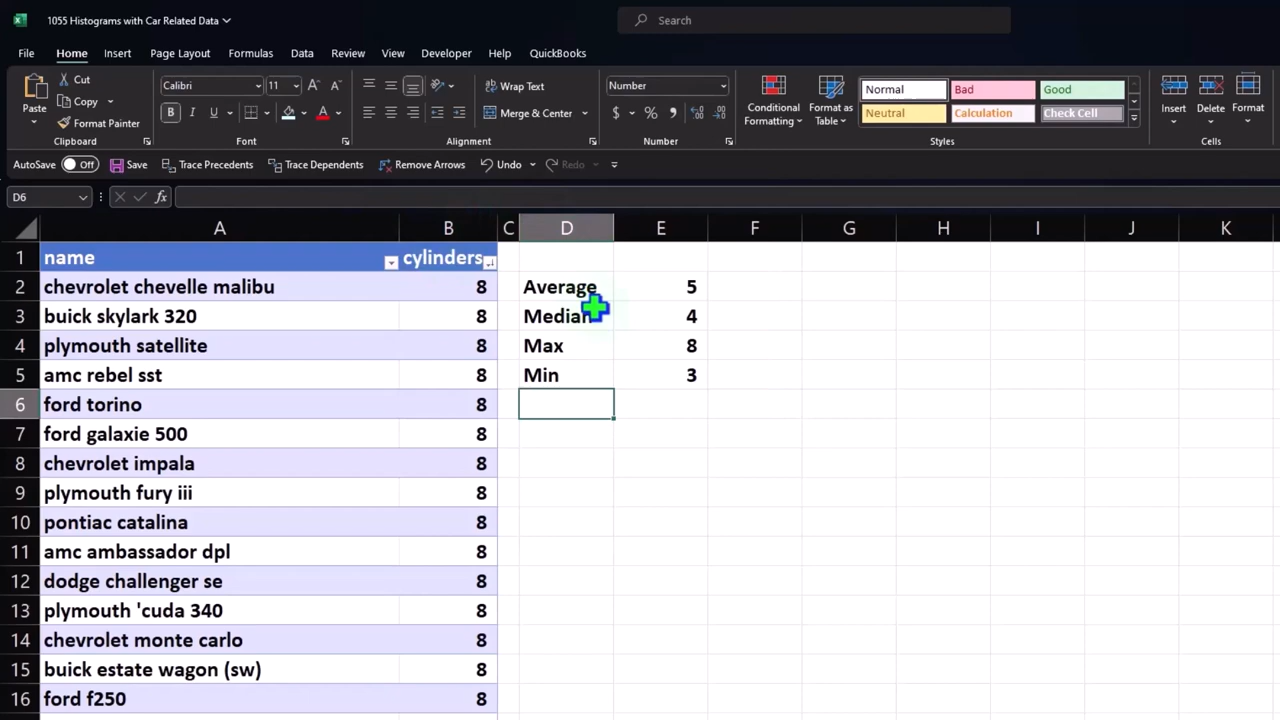 1055 Histograms with Car Related Data
Search
File Home Insert Page Layout Formulas Data Review View Developer Help QuickBooks
Paste
Cut
Copy
Format Painter
Clipboard
Calibri 11
B I U
Font
Wrap Text
Merge & Center
Alignment
Number
$ % ,
Number
Conditional Formatting
Format as Table
Normal Bad Good
Neutral Calculation Check Cell
Styles
Insert Delete Format
Cells
AutoSave Off Save Trace Precedents Trace Dependents Remove Arrows Undo Redo
D6 fx
A B C D E F G H I J K
1 name cylinders
2 chevrolet chevelle malibu 8 Average 5
3 buick skylark 320 8 Median 4
4 plymouth satellite 8 Max 8
5 amc rebel sst 8 Min 3
6 ford torino 8
7 ford galaxie 500 8
8 chevrolet impala 8
9 plymouth fury iii 8
10 pontiac catalina 8
11 amc ambassador dpl 8
12 dodge challenger se 8
13 plymouth 'cuda 340 8
14 chevrolet monte carlo 8
15 buick estate wagon (sw) 8
16 ford f250 8